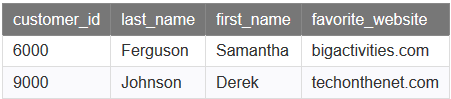 customer_id last_name first_name favorite_website
6000 Ferguson Samantha bigactivities.com
9000 Johnson Derek techonthenet.com